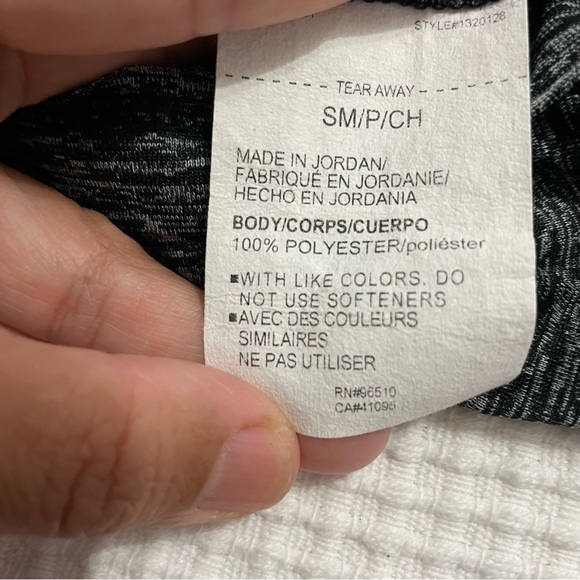 STYLE#1320126
TEAR AWAY
SM/P/CH
MADE IN JORDAN/
FABRIQUÉ EN JORDANIE/
HECHO EN JORDANIA
BODY/CORPS/CUERPO
100% POLYESTER/poliéster
■WITH LIKE COLORS. DO
NOT USE SOFTENERS
■AVEC DES COULEURS
SIMILAIRES
NE PAS UTILISER
RN#96510
CA#41095